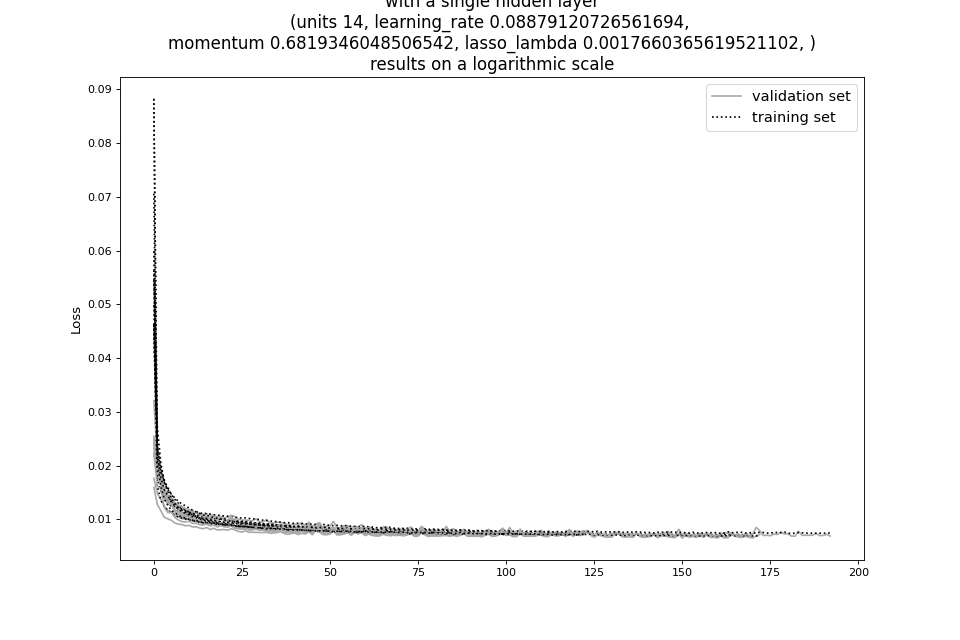 with a single hidden layer
(units 14, learning_rate 0.08879120726561694,
momentum 0.6819346048506542, lasso_lambda 0.0017660365619521102, )
results on a logarithmic scale
validation set
training set
Loss
0.09
0.08
0.07
0.06
0.05
0.04
0.03
0.02
0.01
0
25
50
75
100
125
150
175
200